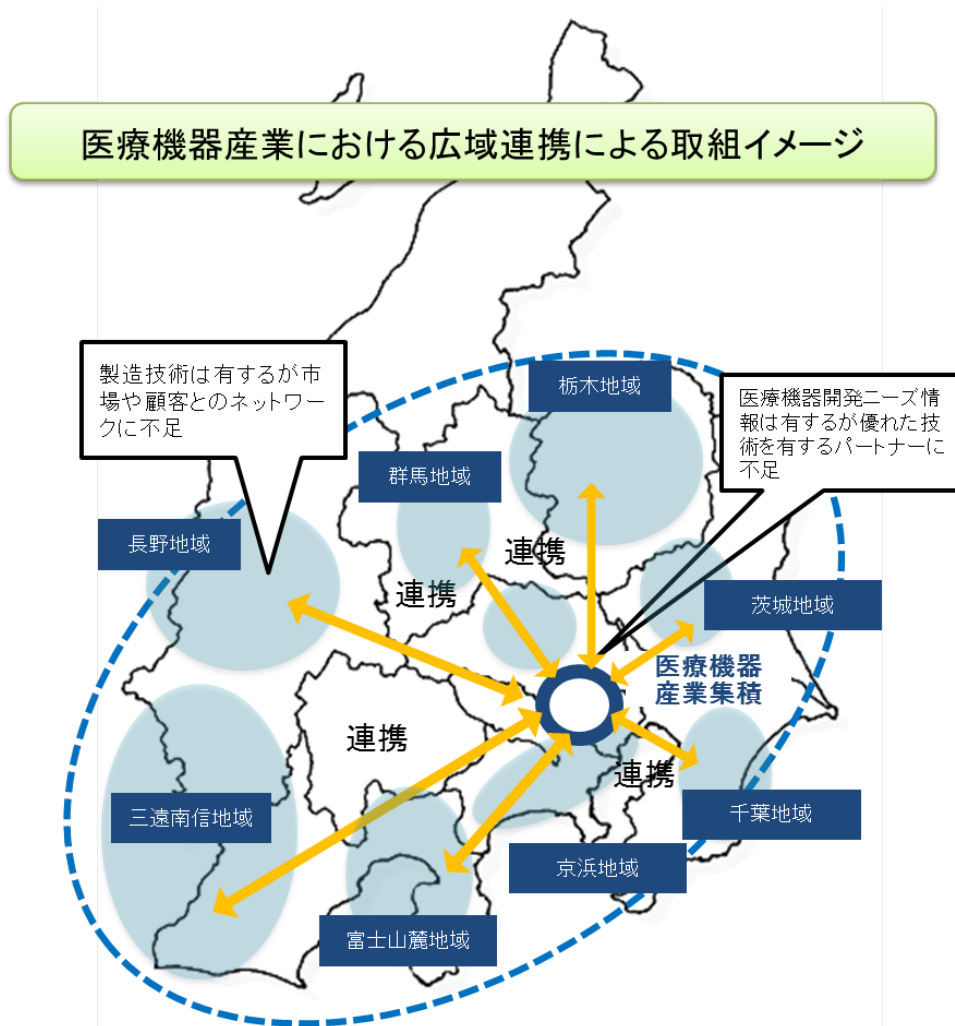 医療機器産業における広域連携による取組イメージ
製造技術は有するが市
場や顧客とのネットワー
クに不足
栃木地域
医療機器開発ニーズ情
報は有するが優れた技
術を有するパートナーに
不足
群馬地域
長野地域
連携
連携
茨城地域
医療機器
産業集積
連携
連携
三遠南信地域
千葉地域
京浜地域
富士山麓地域